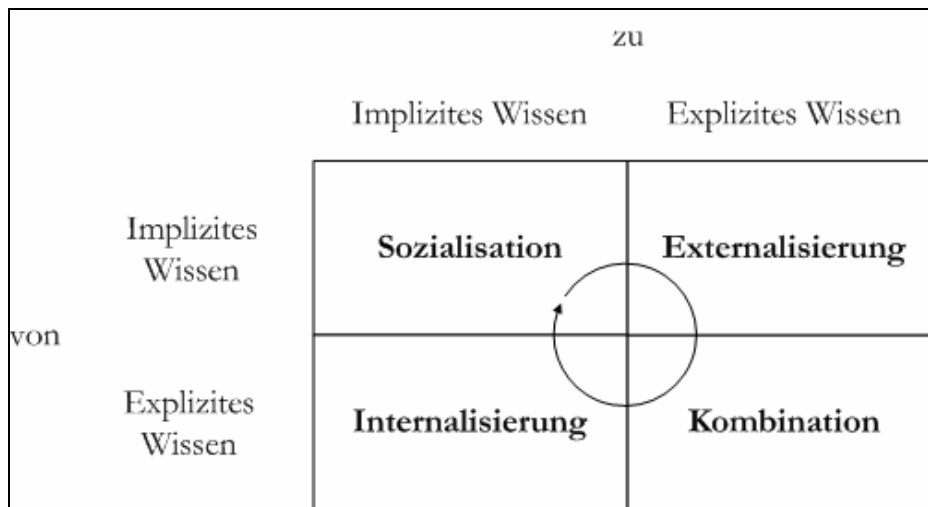 zu
Implizites Wissen Explizites Wissen
Implizites
Wissen
Sozialisation Externalisierung
von
Explizites
Wissen
Internalisierung Kombination